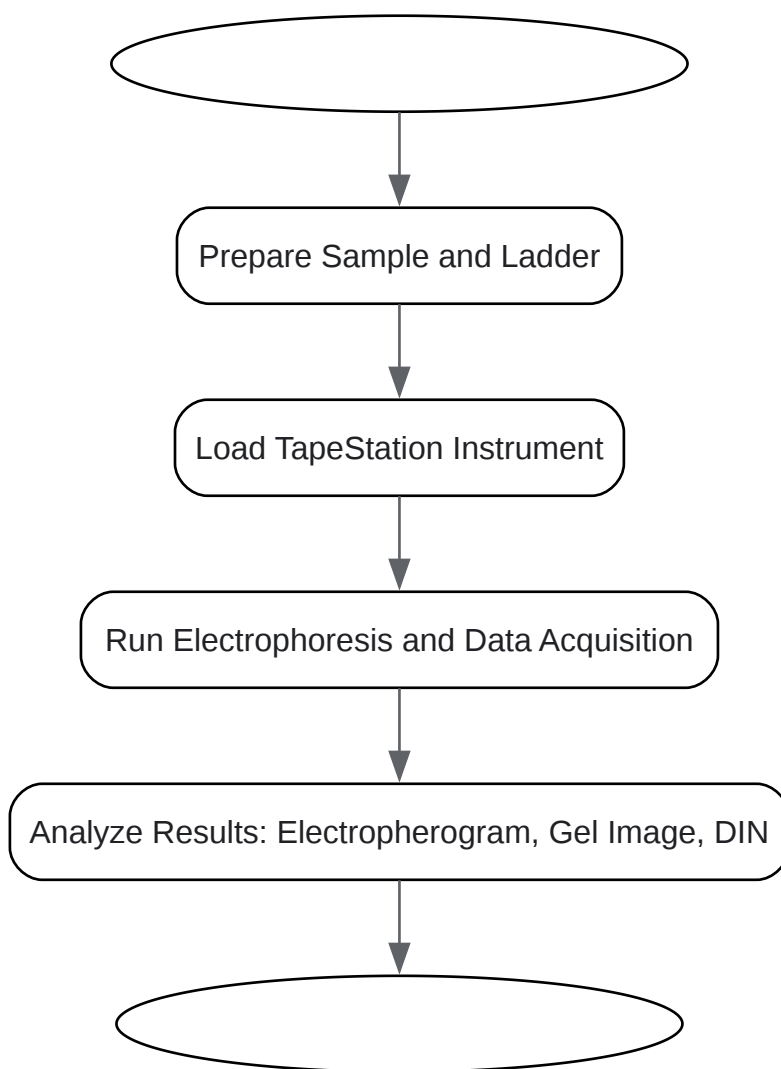 Prepare Sample and Ladder
Load TapeStation Instrument
Run Electrophoresis and Data Acquisition
Analyze Results: Electropherogram, Gel Image, DIN